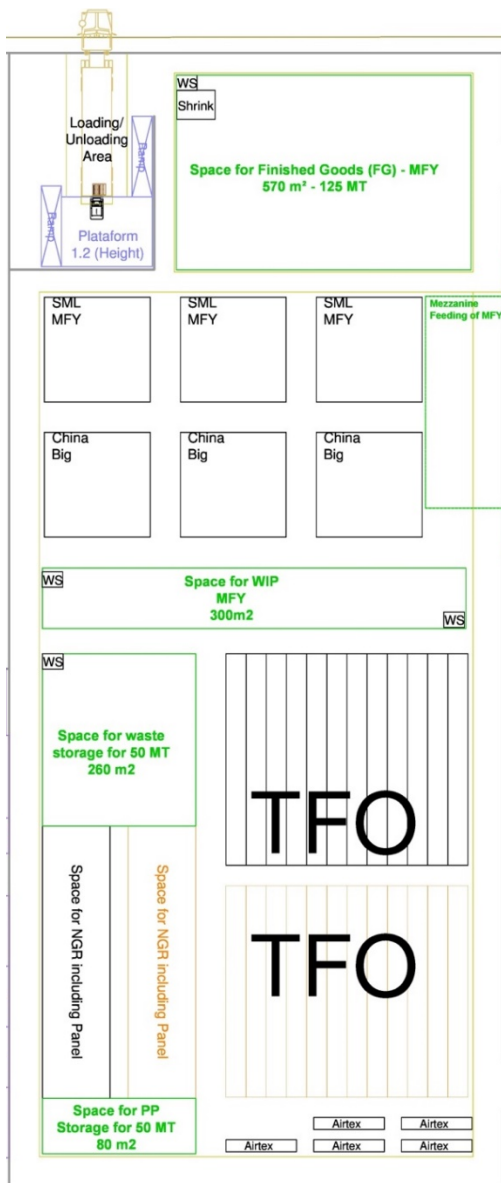 WS
Shrink
Loading/
Unloading
Area
Ramp
Space for Finished Goods (FG) - MFY
570 m² - 125 MT
Ramp
Plataform
1.2 (Height)
SML
MFY
SML
MFY
SML
MFY
Mezzanine
Feeding of MFY
China
Big
China
Big
China
Big
WS
Space for WIP
MFY
300m2
WS
WS
Space for waste
storage for 50 MT
260 m2
TFO
Space for NGR including Panel
Space for NGR including Panel
TFO
Space for PP
Storage for 50 MT
80 m2
Airtex
Airtex
Airtex
Airtex
Airtex